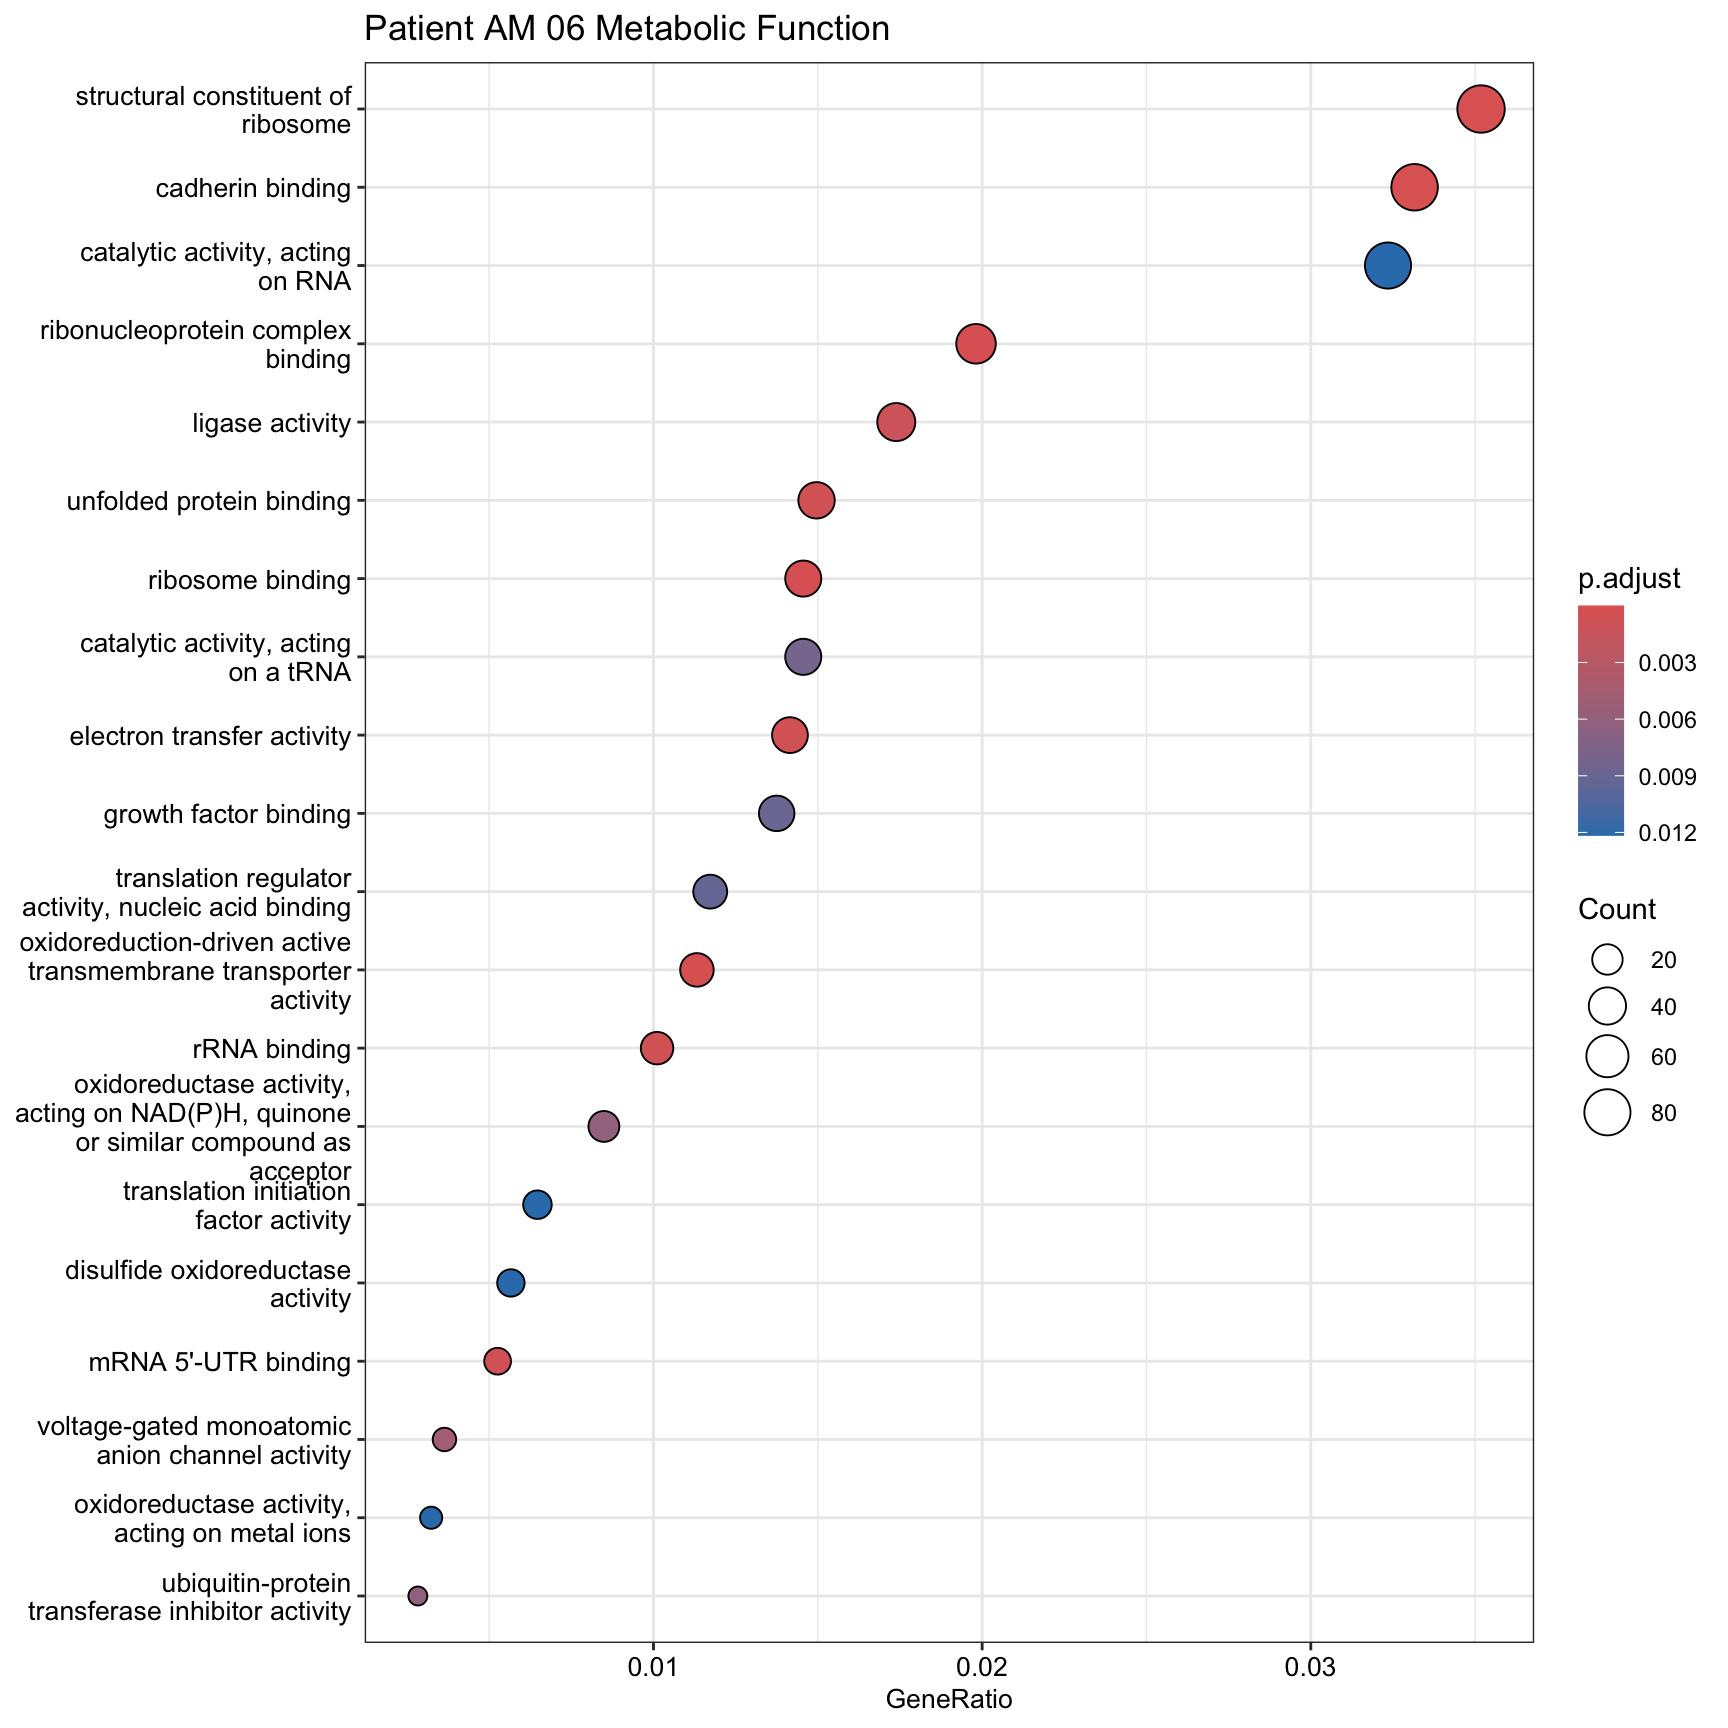 Patient AM 06 Metabolic Function
structural constituent of
ribosome
cadherin binding
catalytic activity, acting
on RNA
ribonucleoprotein complex
binding
ligase activity
unfolded protein binding
ribosome binding
catalytic activity, acting
on a tRNA
electron transfer activity
growth factor binding
translation regulator
activity, nucleic acid binding
oxidoreduction-driven active
transmembrane transporter
activity
rRNA binding
oxidoreductase activity,
acting on NAD(P)H, quinone
or similar compound as
acceptor
translation initiation
factor activity
disulfide oxidoreductase
activity
mRNA 5'-UTR binding
voltage-gated monoatomic
anion channel activity
oxidoreductase activity,
acting on metal ions
ubiquitin-protein
transferase inhibitor activity
0.01
0.02
0.03
GeneRatio
p.adjust
0.003
0.006
0.009
0.012
Count
20
40
60
80